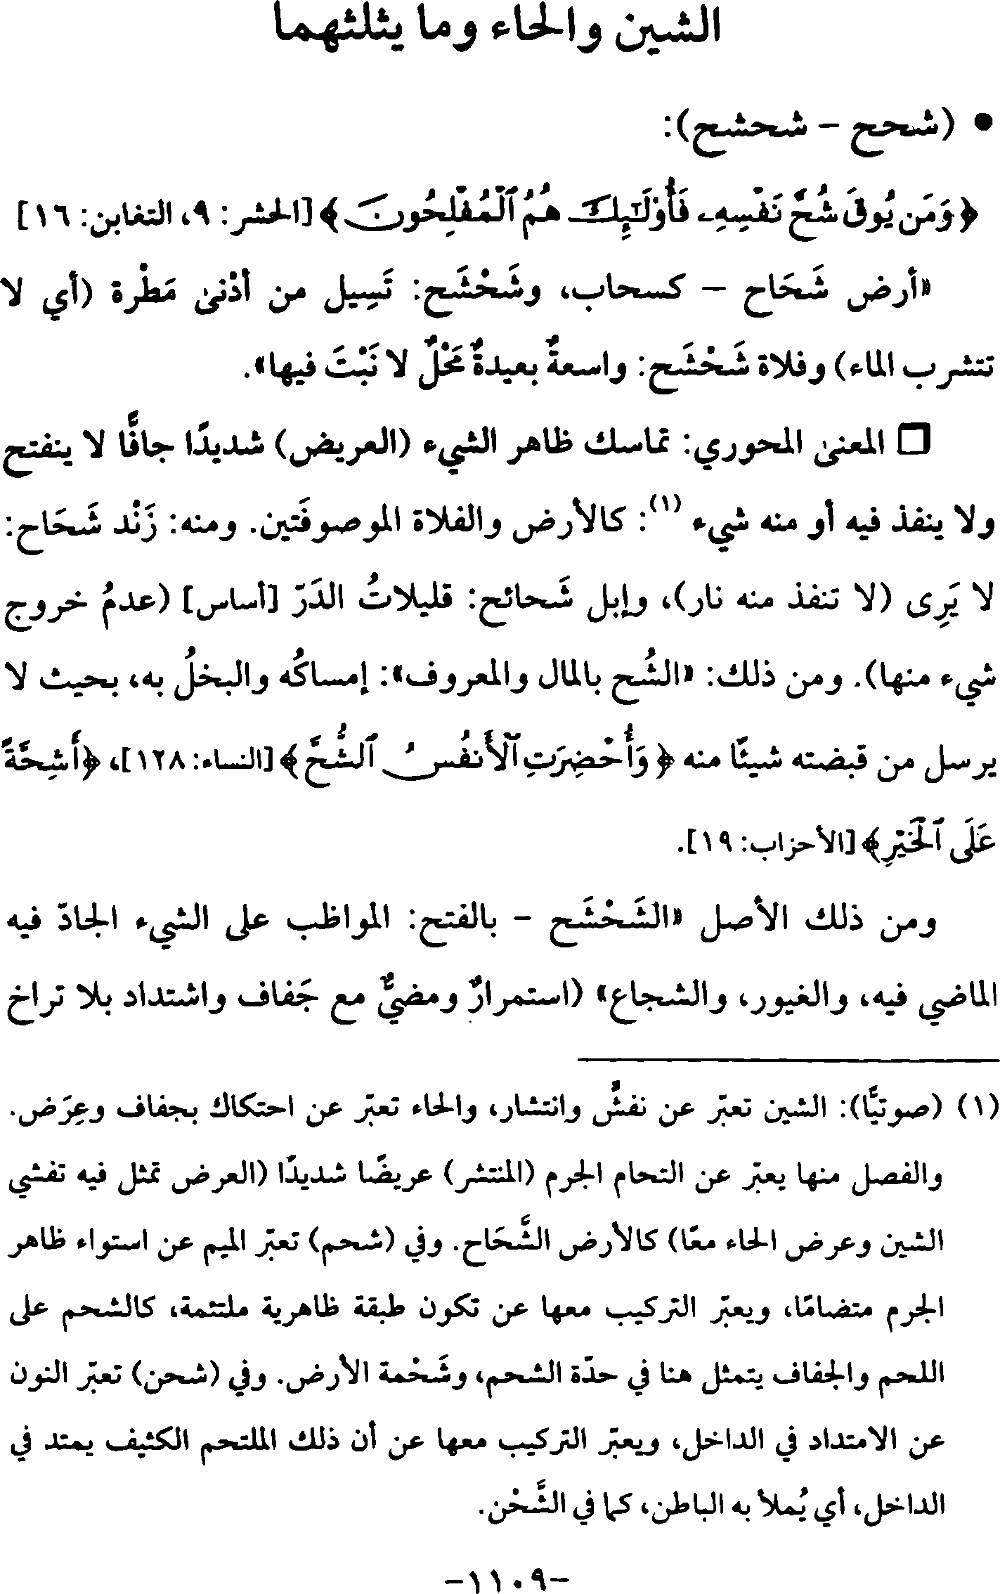 الشين والحاء وما يثلثهما
• (شحح – شحشح):
﴿وَمَن يُوقَ شُحَّ نَفْسِهِۦ فَأُوْلَٰٓئِكَ هُمُ ٱلْمُفْلِحُونَ﴾ [الحشر: ٩، التغابن: ١٦]
«أرض شَحَاح – كسحاب، وشَحْشَح: تَسِيل من أدْنىٰ مَطْرة (أي لا
تتشرب الماء) وفلاة شَحْشَح: واسعةٌ بعيدةٌ مَحْلٌ لا نَبْتَ فيها».
□ المعنىٰ المحوري: تماسك ظاهر الشيء (العريض) شديدًا جافًّا لا ينفتح
ولا ينفذ فيه أو منه شيء (١): كالأرض والفلاة الموصوفَتين. ومنه: زَنْد شَحَاح:
لا يَرِى (لا تنفذ منه نار)، وإبل شَحائح: قليلاتُ الدَرّ [أساس] (عدمُ خروج
شيء منها). ومن ذلك: «الشُح بالمال والمعروف»: إمساكُه والبخلُ به، بحيث لا
يرسل من قبضته شيئًا منه ﴿وَأُحْضِرَتِ ٱلْأَنفُسُ ٱلشُّحَّ﴾ [النساء: ١٢٨]، ﴿أَشِحَّةً
عَلَى ٱلْخَيْرِ﴾ [الأحزاب: ١٩].
ومن ذلك الأصل «الشَحْشَح – بالفتح: المواظب على الشيء الجادّ فيه
الماضي فيه، والغيور، والشجاع» (استمرارٌ ومضيٌّ مع جَفاف واشتداد بلا تراخ
(١) (صوتيًّا): الشين تعبّر عن نفشٌ وانتشار، والحاء تعبّر عن احتكاك بجفاف وعِرَض.
والفصل منها يعبّر عن التحام الجرم (المنتشر) عريضًا شديدًا (العرض تمثل فيه تفشي
الشين وعرض الحاء معًا) كالأرض الشَّحَاح. وفي (شحم) تعبّر الميم عن استواء ظاهر
الجرم متضامًا، ويعبّر التركيب معها عن تكون طبقة ظاهرية ملتئمة، كالشحم على
اللحم والجفاف يتمثل هنا في حدّة الشحم، وشَحْمة الأرض. وفي (شحن) تعبّر النون
عن الامتداد في الداخل، ويعبّر التركيب معها عن أن ذلك الملتحم الكثيف يمتد في
الداخل، أي يُملأ به الباطن، كما في الشَّحْن.
–١١٠٩–